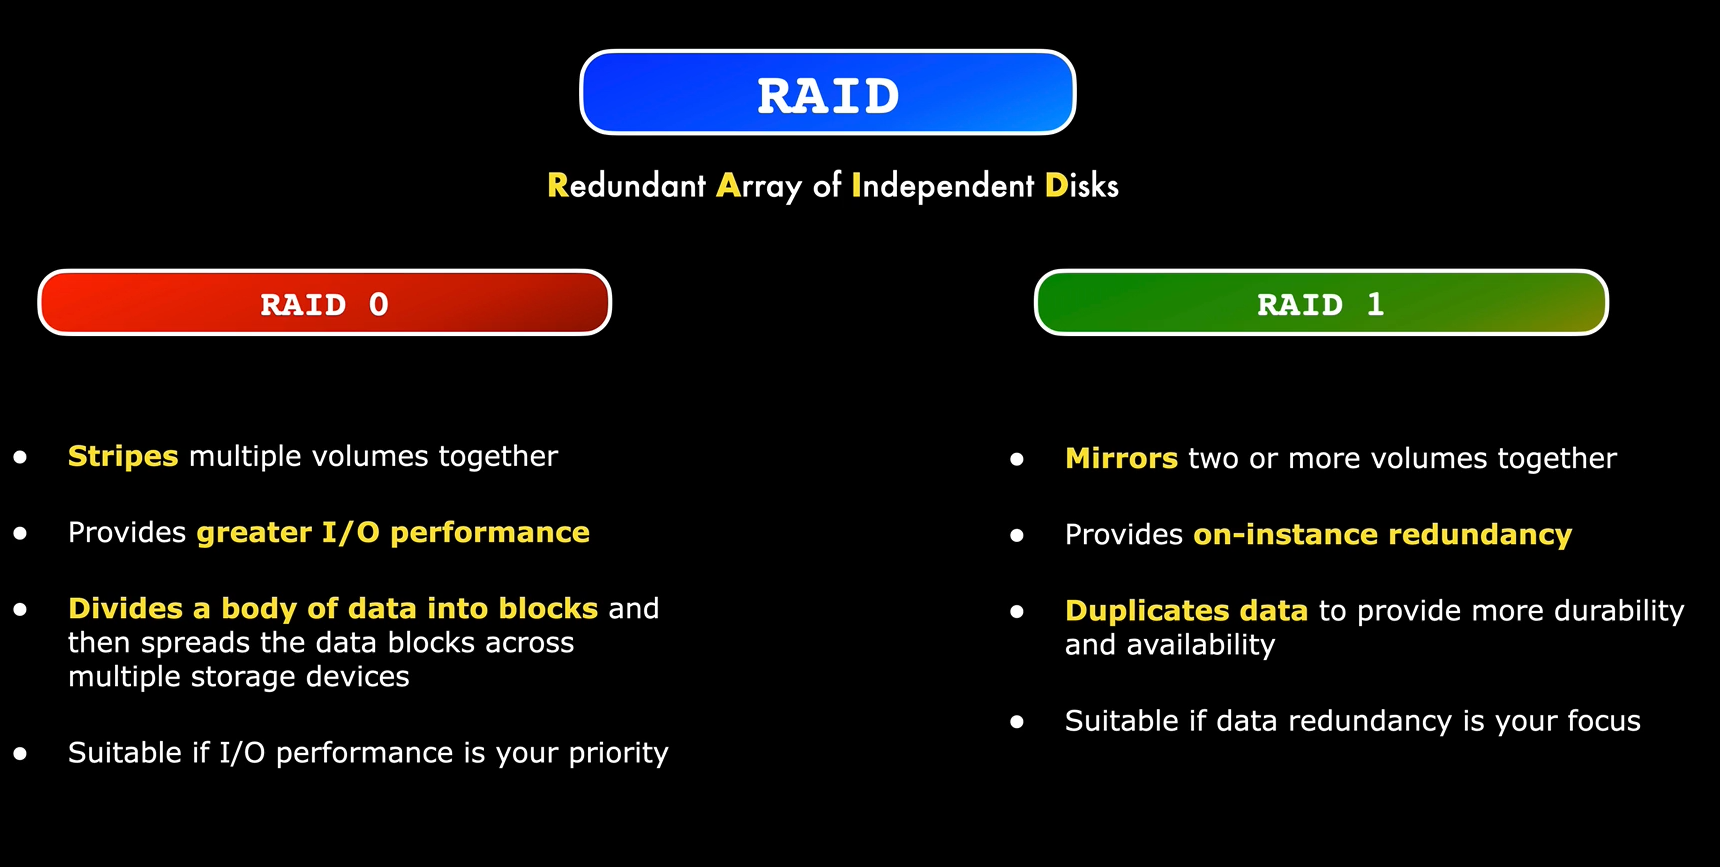 RAID
Redundant Array of Independent Disks
RAID 0
● Stripes multiple volumes together
● Provides greater I/O performance
● Divides a body of data into blocks and
then spreads the data blocks across
multiple storage devices
● Suitable if I/O performance is your priority
RAID 1
● Mirrors two or more volumes together
● Provides on-instance redundancy
● Duplicates data to provide more durability
and availability
● Suitable if data redundancy is your focus